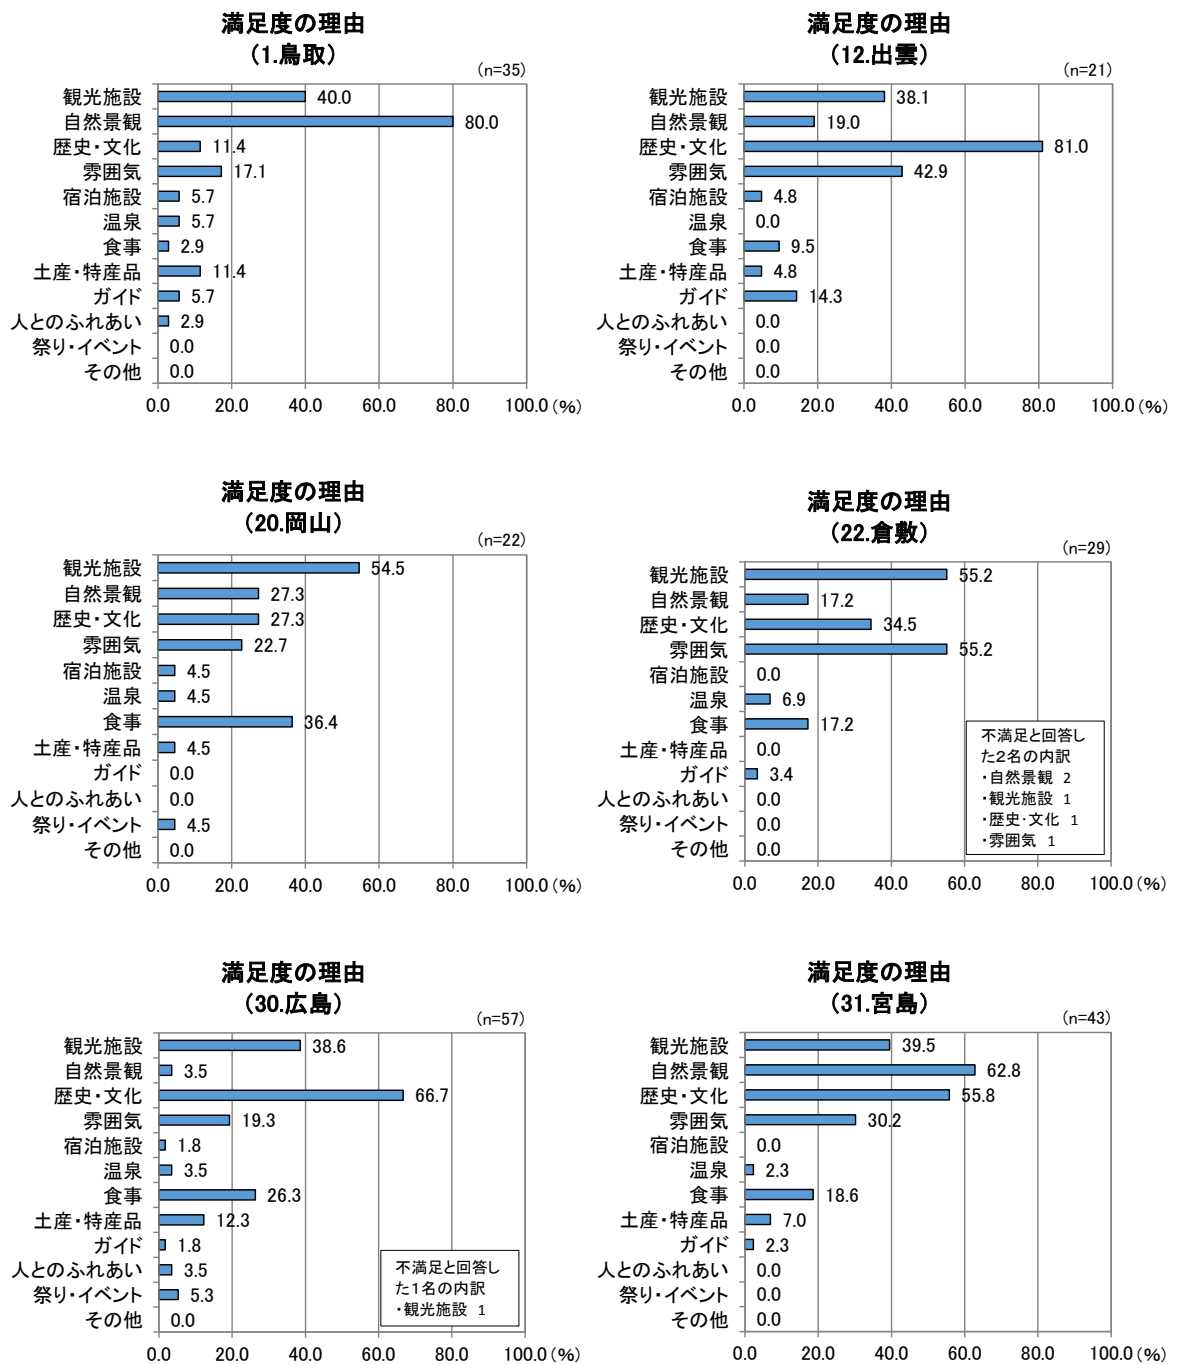 満足度の理由
（1.鳥取）
（n=35）
観光施設 40.0
自然景観 80.0
歴史・文化 11.4
雰囲気 17.1
宿泊施設 5.7
温泉 5.7
食事 2.9
土産・特産品 11.4
ガイド 5.7
人とのふれあい 2.9
祭り・イベント 0.0
その他 0.0
0.0 20.0 40.0 60.0 80.0 100.0（%）
満足度の理由
（12.出雲）
（n=21）
観光施設 38.1
自然景観 19.0
歴史・文化 81.0
雰囲気 42.9
宿泊施設 4.8
温泉 0.0
食事 9.5
土産・特産品 4.8
ガイド 14.3
人とのふれあい 0.0
祭り・イベント 0.0
その他 0.0
0.0 20.0 40.0 60.0 80.0 100.0（%）
満足度の理由
（20.岡山）
（n=22）
観光施設 54.5
自然景観 27.3
歴史・文化 27.3
雰囲気 22.7
宿泊施設 4.5
温泉 4.5
食事 36.4
土産・特産品 4.5
ガイド 0.0
人とのふれあい 0.0
祭り・イベント 4.5
その他 0.0
0.0 20.0 40.0 60.0 80.0 100.0（%）
満足度の理由
（22.倉敷）
（n=29）
観光施設 55.2
自然景観 17.2
歴史・文化 34.5
雰囲気 55.2
宿泊施設 0.0
温泉 6.9
食事 17.2
土産・特産品 0.0
ガイド 3.4
人とのふれあい 0.0
祭り・イベント 0.0
その他 0.0
0.0 20.0 40.0 60.0 80.0 100.0（%）
不満足と回答し
た2名の内訳
・自然景観 2
・観光施設 1
・歴史・文化 1
・雰囲気 1
満足度の理由
（30.広島）
（n=57）
観光施設 38.6
自然景観 3.5
歴史・文化 66.7
雰囲気 19.3
宿泊施設 1.8
温泉 3.5
食事 26.3
土産・特産品 12.3
ガイド 1.8
人とのふれあい 3.5
祭り・イベント 5.3
その他 0.0
0.0 20.0 40.0 60.0 80.0 100.0（%）
不満足と回答し
た1名の内訳
・観光施設 1
満足度の理由
（31.宮島）
（n=43）
観光施設 39.5
自然景観 62.8
歴史・文化 55.8
雰囲気 30.2
宿泊施設 0.0
温泉 2.3
食事 18.6
土産・特産品 7.0
ガイド 2.3
人とのふれあい 0.0
祭り・イベント 0.0
その他 0.0
0.0 20.0 40.0 60.0 80.0 100.0（%）